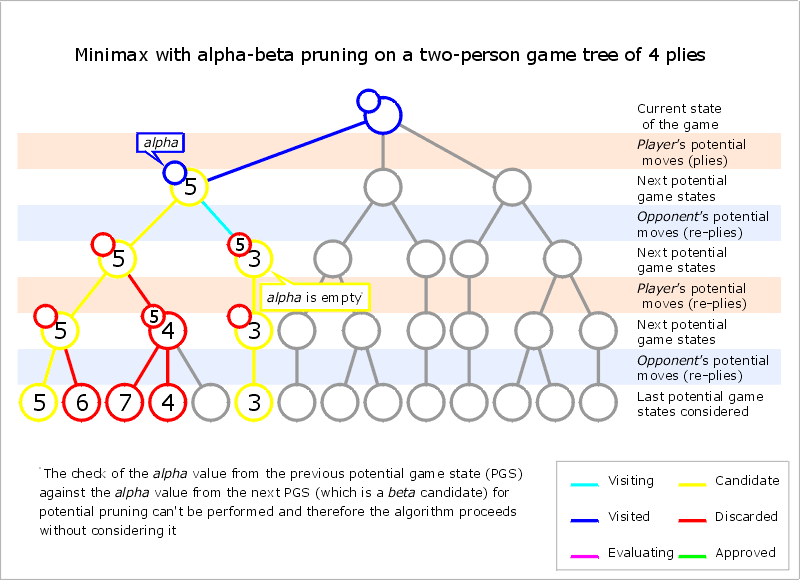 Minimax with alpha-beta pruning on a two-person game tree of 4 plies
Current state
of the game
alpha
Player's potential
moves (plies)
5
Next potential
game states
Opponent's potential
moves (re-plies)
5
5
3
Next potential
game states
alpha is empty`
Player's potential
moves (re-plies)
5
5
4
3
Next potential
game states
Opponent's potential
moves (re-plies)
5
6
7
4
3
Last potential game
states considered
`The check of the alpha value from the previous potential game state (PGS)
against the alpha value from the next PGS (which is a beta candidate) for
potential pruning can't be performed and therefore the algorithm proceeds
without considering it
Visiting
Candidate
Visited
Discarded
Evaluating
Approved